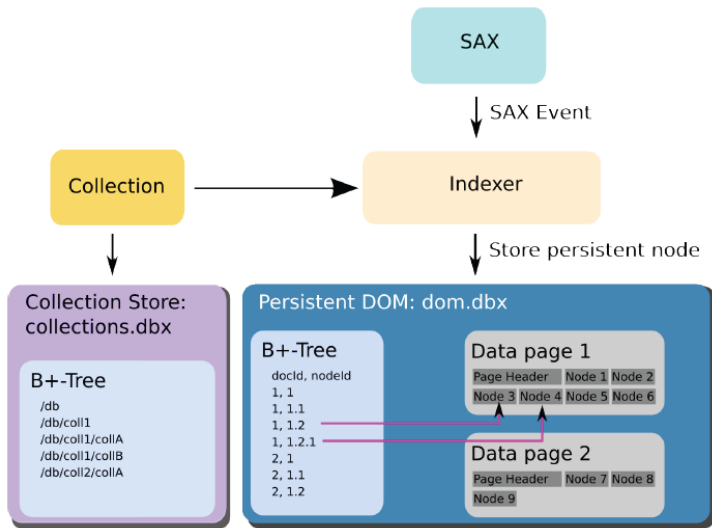 SAX
SAX Event
Collection
Indexer
Store persistent node
Collection Store:
collections.dbx
B+-Tree
/db
/db/coll1
/db/coll1/collA
/db/coll1/collB
/db/coll2/collA
Persistent DOM: dom.dbx
B+-Tree
docId, nodeId
1, 1
1, 1.1
1, 1.2
1, 1.2.1
2, 1
2, 1.1
2, 1.2
Data page 1
Page Header Node 1 Node 2
Node 3 Node 4 Node 5 Node 6
Data page 2
Page Header Node 7 Node 8
Node 9